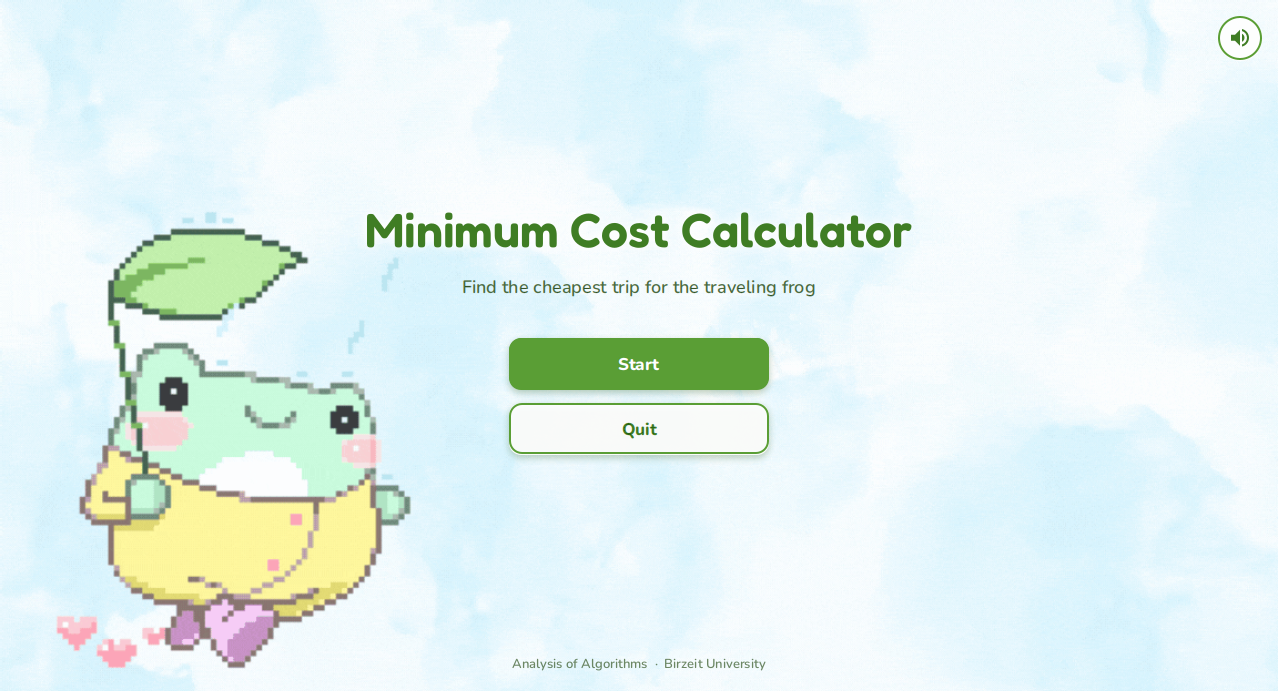 Minimum Cost Calculator
Find the cheapest trip for the traveling frog
Start
Quit
Analysis of Algorithms · Birzeit University